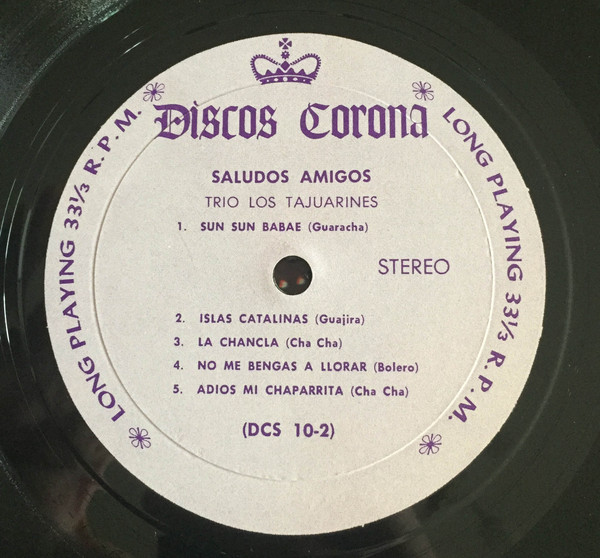 Discos Corona
LONG PLAYING 33⅓ R.P.M.
LONG PLAYING 33⅓ R.P.M.
SALUDOS AMIGOS
TRIO LOS TAJUARINES
1. SUN SUN BABAE (Guaracha)
STEREO
2. ISLAS CATALINAS (Guajira)
3. LA CHANCLA (Cha Cha)
4. NO ME BENGAS A LLORAR (Bolero)
5. ADIOS MI CHAPARRITA (Cha Cha)
(DCS 10-2)